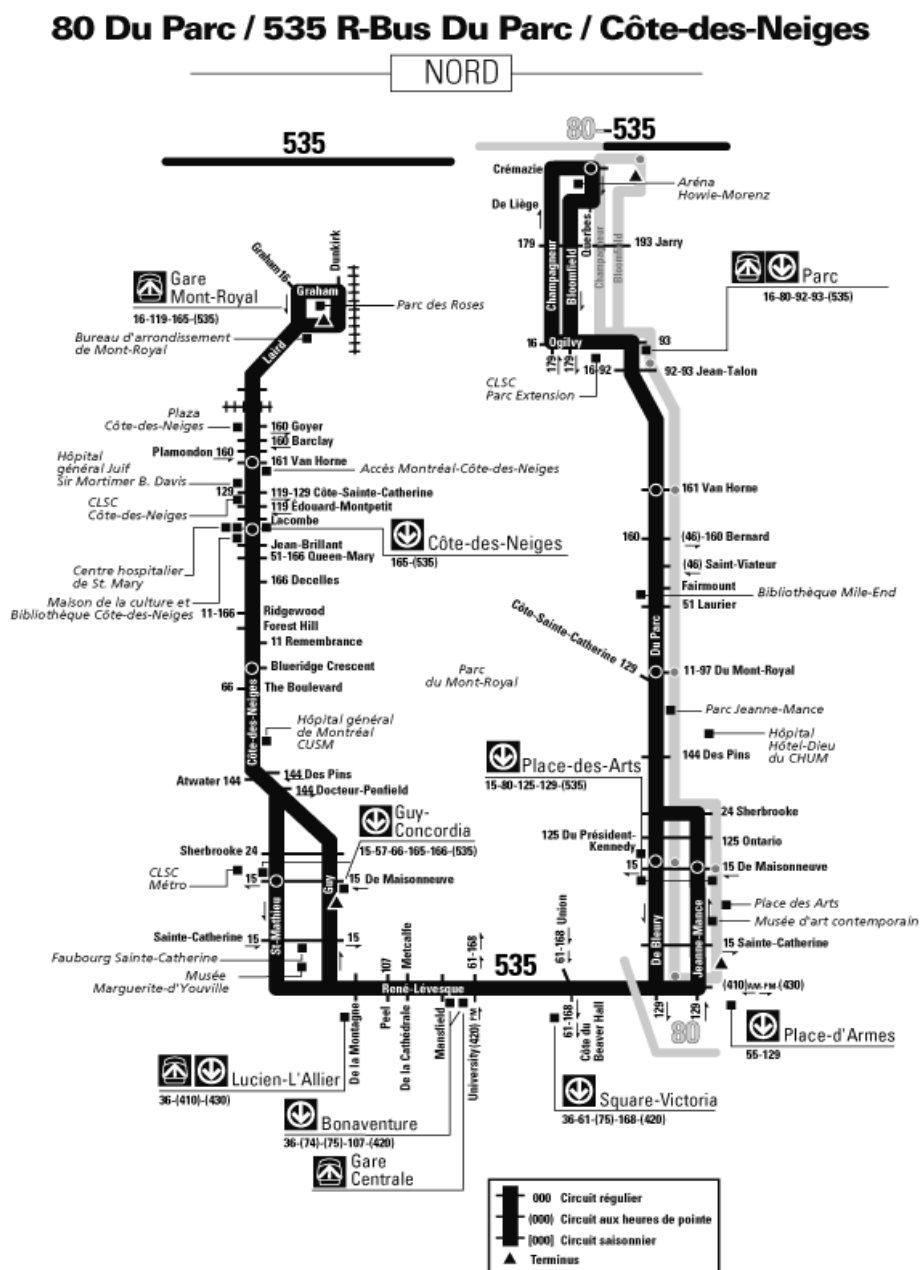 80 Du Parc / 535 R-Bus Du Parc / Côte-des-Neiges
NORD
535
80-535
Graham 16
Dunkirk
Graham
Gare
Mont-Royal
16-119-165-(535)
Parc des Roses
Bureau d'arrondissement
de Mont-Royal
Laird
Plaza
Côte-des-Neiges
160 Goyer
160 Barclay
Plamondon 160
161 Van Horne
Hôpital
général Juif
Sir Mortimer B. Davis
Accès Montréal-Côte-des-Neiges
129
119-129 Côte-Sainte-Catherine
CLSC
Côte-des-Neiges
119 Édouard-Montpetit
Lacombe
Côte-des-Neiges
165-(535)
Jean-Brillant
51-166 Queen-Mary
Centre hospitalier
de St. Mary
166 Decelles
Maison de la culture et
Bibliothèque Côte-des-Neiges
11-166
Ridgewood
Forest Hill
11 Remembrance
Blueridge Crescent
66
The Boulevard
Côte-des-Neiges
Hôpital général
de Montréal
CUSM
Atwater 144
144 Des Pins
144 Docteur-Penfield
Guy-
Concordia
15-57-66-165-166-(535)
Sherbrooke 24
CLSC
Métro
15
15 De Maisonneuve
Guy
St-Mathieu
Sainte-Catherine 15
15
Faubourg Sainte-Catherine
Musée
Marguerite-d'Youville
René-Lévesque
De la Montagne
Peel
107
De la Cathédrale
Metcalfe
Mansfield
University (420) PM
61-168
535
61-168 Union
61-168
Côte du
Beaver Hall
Lucien-L'Allier
36-(410)-(430)
Bonaventure
36-(74)-(75)-107-(420)
Gare
Centrale
Square-Victoria
36-61-(75)-168-(420)
Crémazie
Aréna
Howie-Morenz
De Liège
Querbes
179
Champagneur
Bloomfield
Champagneur
Bloomfield
193 Jarry
Parc
16-80-92-93-(535)
16
Ogilvy
93
179
179
16-92
92-93 Jean-Talon
CLSC
Parc Extension
161 Van Horne
160
(46)-160 Bernard
(46) Saint-Viateur
Fairmount
Bibliothèque Mile-End
51 Laurier
Côte-Sainte-Catherine 129
Du Parc
11-97 Du Mont-Royal
Parc
du Mont-Royal
Parc Jeanne-Mance
Hôpital
Hôtel-Dieu
du CHUM
144 Des Pins
Place-des-Arts
15-80-125-129-(535)
24 Sherbrooke
125 Du Président-
Kennedy
125 Ontario
15
15 De Maisonneuve
Place des Arts
Musée d'art contemporain
De Bleury
Jeanne-Mance
15 Sainte-Catherine
(410) AM-PM (430)
129
129
80
Place-d'Armes
55-129
000 Circuit régulier
(000) Circuit aux heures de pointe
[000] Circuit saisonnier
Terminus